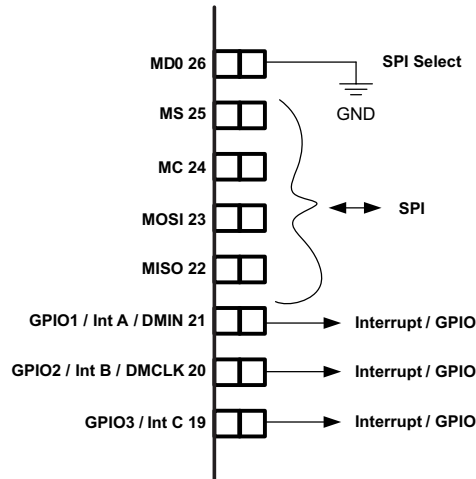 MD0 26
SPI Select
GND
MS 25
MC 24
MOSI 23
SPI
MISO 22
GPIO1 / Int A / DMIN 21
Interrupt / GPIO
GPIO2 / Int B / DMCLK 20
Interrupt / GPIO
GPIO3 / Int C 19
Interrupt / GPIO